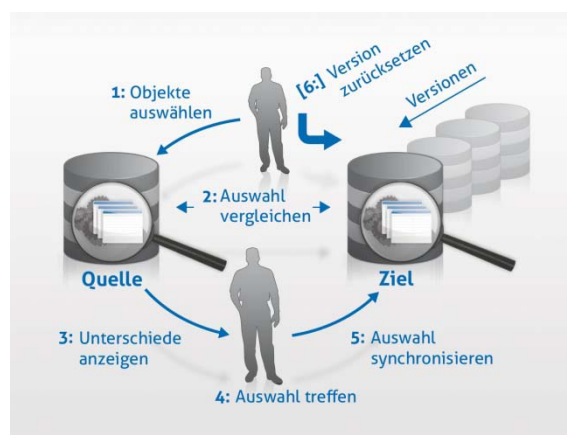 1: Objekte
auswählen
[6:] Version
zurücksetzen
Versionen
2: Auswahl
vergleichen
Quelle
Ziel
3: Unterschiede
anzeigen
5: Auswahl
synchronisieren
4: Auswahl treffen